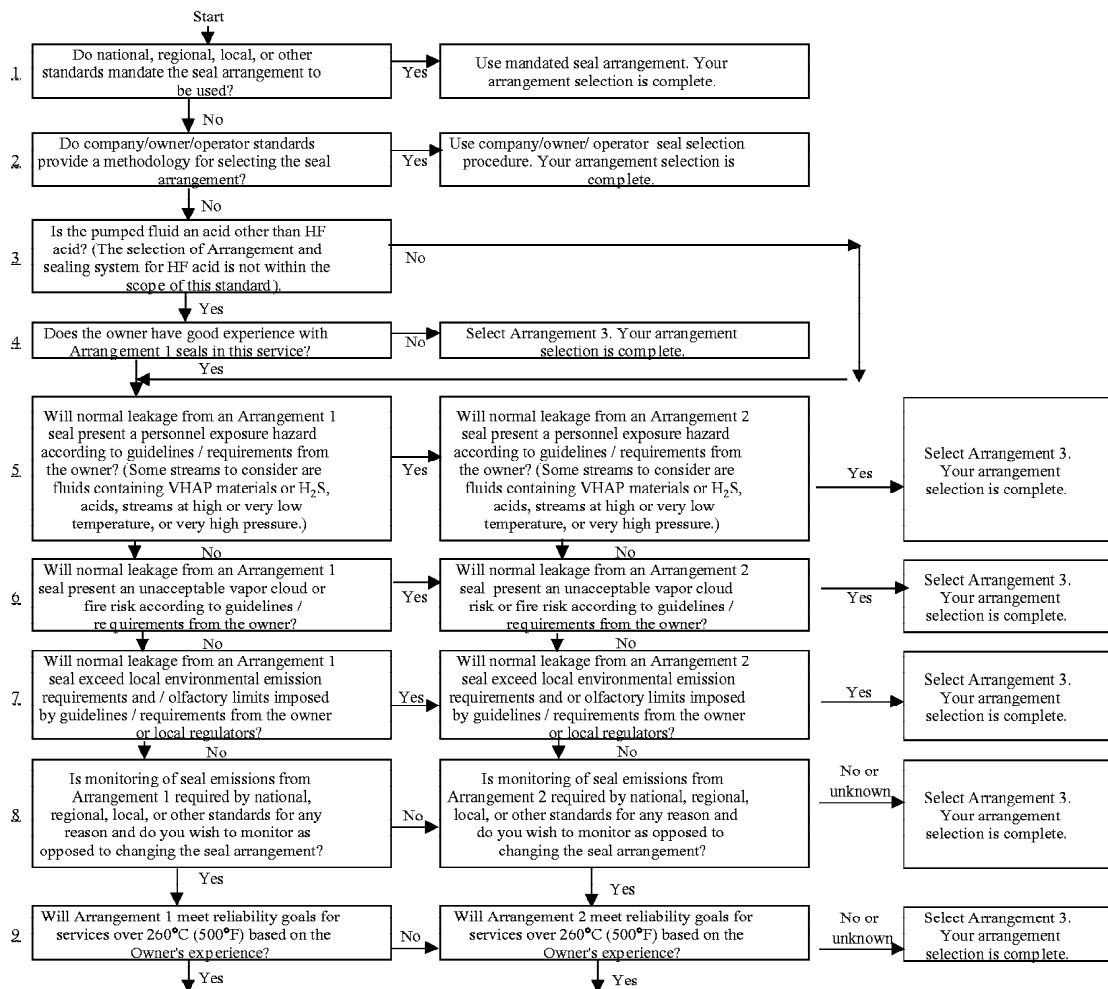 Start
1
Do national, regional, local, or other
standards mandate the seal arrangement to
be used?
Yes
Use mandated seal arrangement. Your
arrangement selection is complete.
No
2
Do company/owner/operator standards
provide a methodology for selecting the seal
arrangement?
Yes
Use company/owner/ operator seal selection
procedure. Your arrangement selection is
complete.
No
3
Is the pumped fluid an acid other than HF
acid? (The selection of Arrangement and
sealing system for HF acid is not within the
scope of this standard).
No
Yes
4
Does the owner have good experience with
Arrangement 1 seals in this service?
No
Select Arrangement 3. Your arrangement
selection is complete.
Yes
5
Will normal leakage from an Arrangement 1
seal present a personnel exposure hazard
according to guidelines / requirements from
the owner? (Some streams to consider are
fluids containing VHAP materials or H₂S,
acids, streams at high or very low
temperature, or very high pressure.)
Yes
Will normal leakage from an Arrangement 2
seal present a personnel exposure hazard
according to guidelines / requirements from
the owner? (Some streams to consider are
fluids containing VHAP materials or H₂S,
acids, streams at high or very low
temperature, or very high pressure.)
Yes
Select Arrangement 3.
Your arrangement
selection is complete.
No
No
6
Will normal leakage from an Arrangement 1
seal present an unacceptable vapor cloud
or fire risk according to guidelines /
requirements from the owner?
Yes
Will normal leakage from an Arrangement 2
seal present an unacceptable vapor cloud
risk or fire risk according to guidelines /
requirements from the owner?
Yes
Select Arrangement 3.
Your arrangement
selection is complete.
No
No
7
Will normal leakage from an Arrangement 1
seal exceed local environmental emission
requirements and / olfactory limits imposed
by guidelines / requirements from the owner
or local regulators?
Yes
Will normal leakage from an Arrangement 2
seal exceed local environmental emission
requirements and or olfactory limits imposed
by guidelines / requirements from the owner
or local regulators?
Yes
Select Arrangement 3.
Your arrangement
selection is complete.
No
No
8
Is monitoring of seal emissions from
Arrangement 1 required by national,
regional, local, or other standards for any
reason and do you wish to monitor as
opposed to changing the seal arrangement?
No
Is monitoring of seal emissions from
Arrangement 2 required by national, regional,
local, or other standards for any reason and
do you wish to monitor as opposed to
changing the seal arrangement?
No or
unknown
Select Arrangement 3.
Your arrangement
selection is complete.
Yes
Yes
9
Will Arrangement 1 meet reliability goals for
services over 260°C (500°F) based on the
Owner's experience?
No
Will Arrangement 2 meet reliability goals for
services over 260°C (500°F) based on the
Owner's experience?
No or
unknown
Select Arrangement 3.
Your arrangement
selection is complete.
Yes
Yes